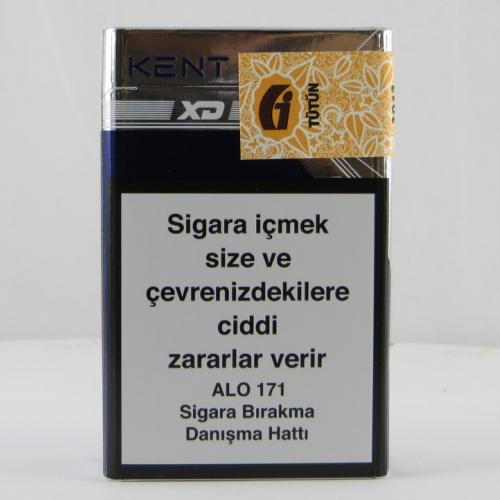 KENT
XD
TÜTÜN
Sigara içmek
size ve
çevrenizdekilere
ciddi
zararlar verir
ALO 171
Sigara Bırakma
Danışma Hattı